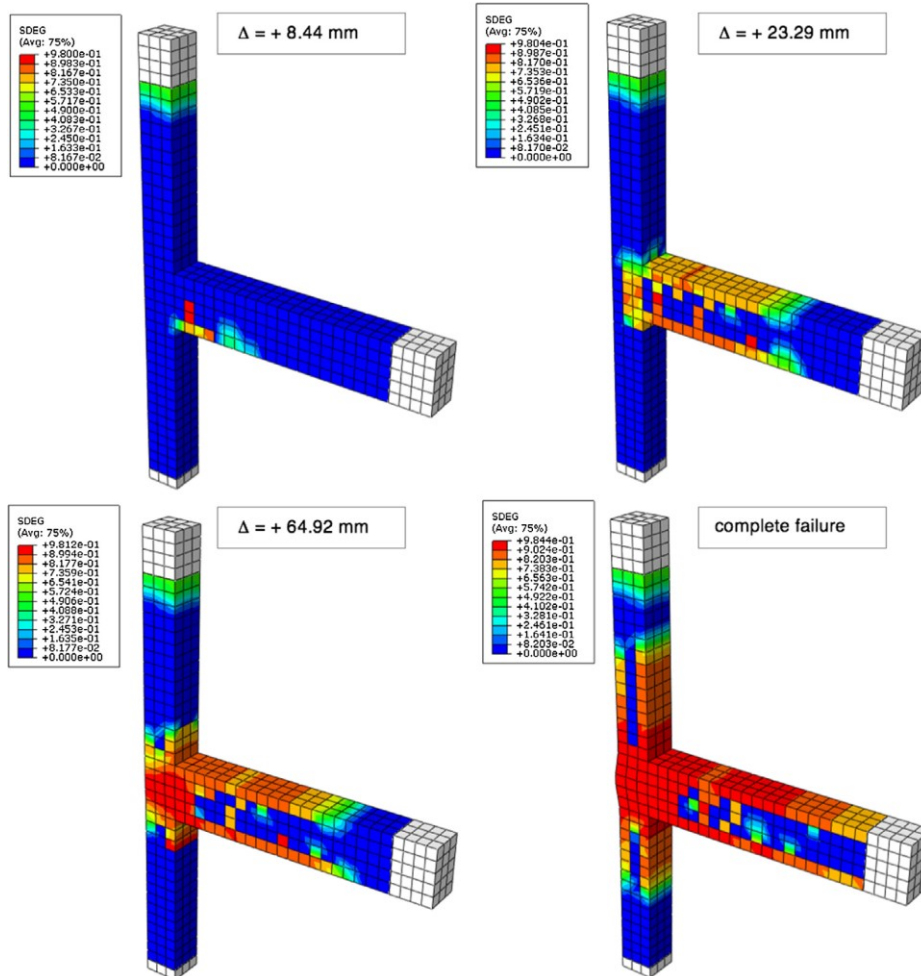 SDEG
(Avg: 75%)
+9.800e-01
+8.983e-01
+8.167e-01
+7.350e-01
+6.533e-01
+5.717e-01
+4.900e-01
+4.083e-01
+3.267e-01
+2.450e-01
+1.633e-01
+8.167e-02
+0.000e+00
Δ = + 8.44 mm
SDEG
(Avg: 75%)
+9.804e-01
+8.987e-01
+8.170e-01
+7.353e-01
+6.536e-01
+5.719e-01
+4.902e-01
+4.085e-01
+3.268e-01
+2.451e-01
+1.634e-01
+8.170e-02
+0.000e+00
Δ = + 23.29 mm
SDEG
(Avg: 75%)
+9.812e-01
+8.994e-01
+8.177e-01
+7.359e-01
+6.541e-01
+5.724e-01
+4.906e-01
+4.088e-01
+3.271e-01
+2.453e-01
+1.635e-01
+8.177e-02
+0.000e+00
Δ = + 64.92 mm
SDEG
(Avg: 75%)
+9.844e-01
+9.024e-01
+8.203e-01
+7.383e-01
+6.563e-01
+5.742e-01
+4.922e-01
+4.102e-01
+3.281e-01
+2.461e-01
+1.641e-01
+8.203e-02
+0.000e+00
complete failure